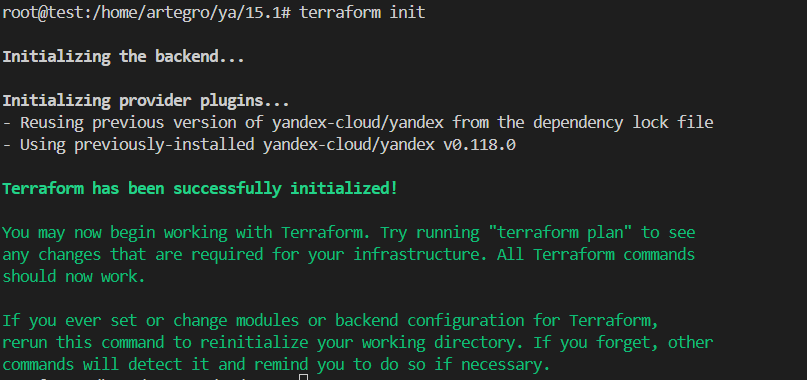 root@test:/home/artegro/ya/15.1# terraform init
Initializing the backend...
Initializing provider plugins...
- Reusing previous version of yandex-cloud/yandex from the dependency lock file
- Using previously-installed yandex-cloud/yandex v0.118.0
Terraform has been successfully initialized!
You may now begin working with Terraform. Try running "terraform plan" to see
any changes that are required for your infrastructure. All Terraform commands
should now work.
If you ever set or change modules or backend configuration for Terraform,
rerun this command to reinitialize your working directory. If you forget, other
commands will detect it and remind you to do so if necessary.